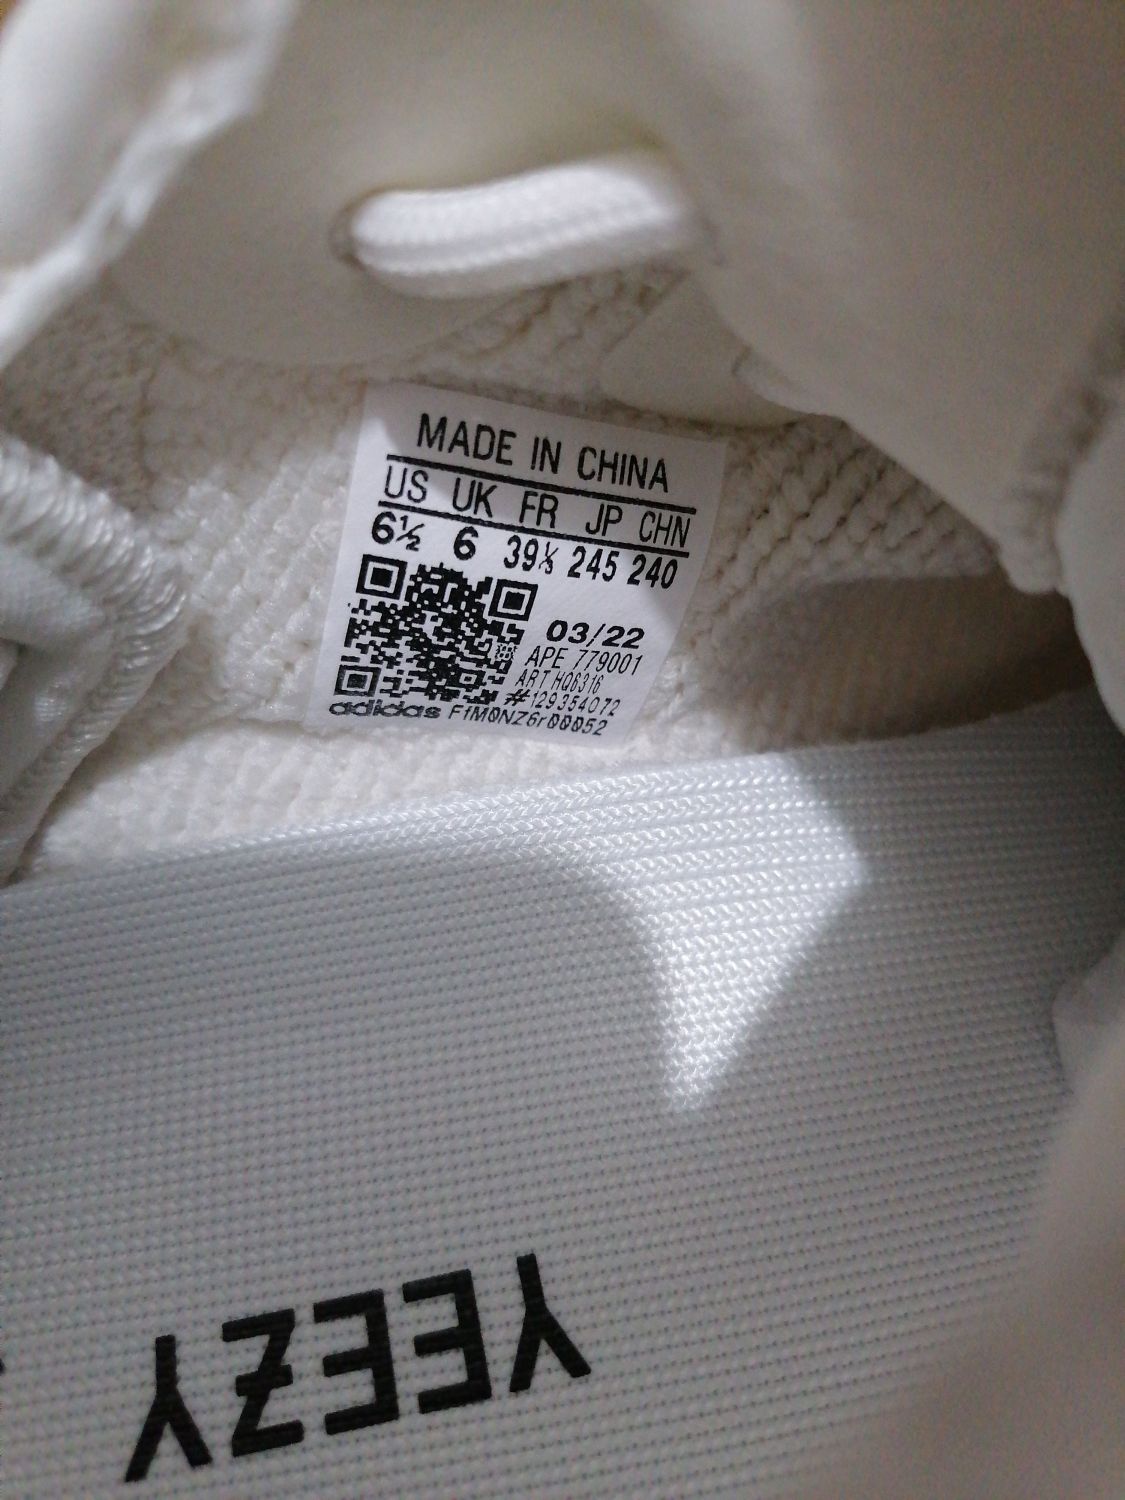 MADE IN CHINA
US UK FR JP CHN
6½ 6 39⅓ 245 240
03/22
APE 779001
ART HQ6316
#129354072
adidas F1M0NZ6r00052
YEEZY